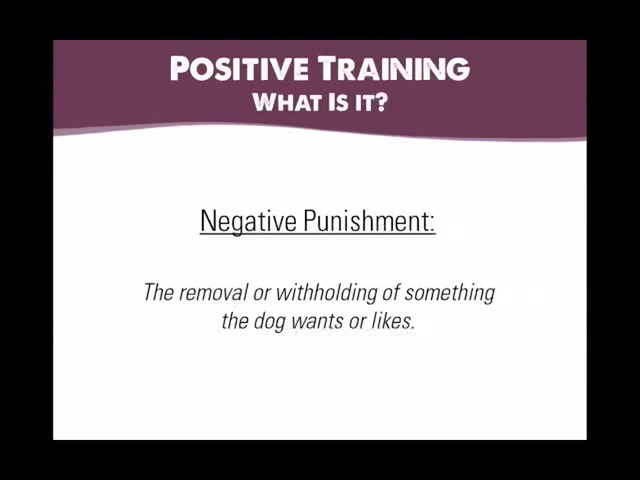 POSITIVE TRAINING
WHAT IS IT?
Negative Punishment:
The removal or withholding of something
the dog wants or likes.